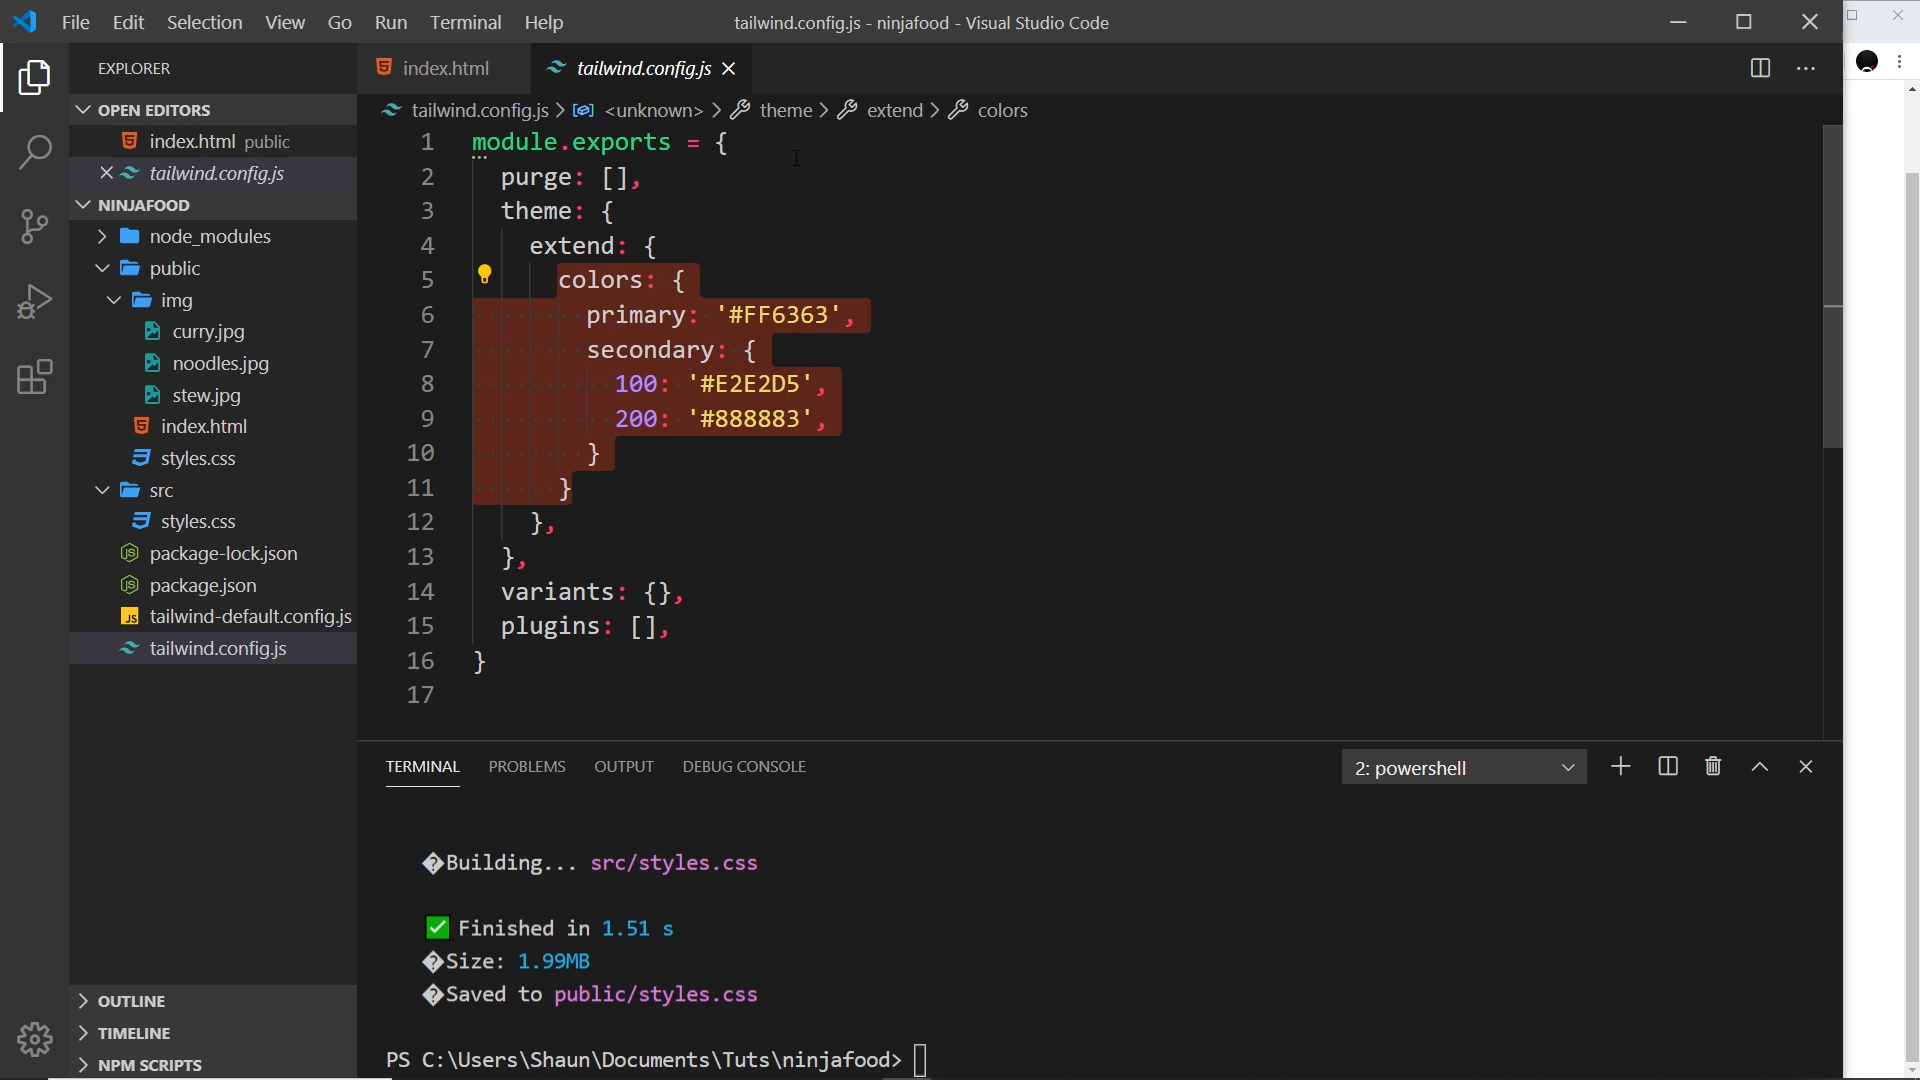 File Edit Selection View Go Run Terminal Help
tailwind.config.js - ninjafood - Visual Studio Code
EXPLORER
OPEN EDITORS
index.html public
tailwind.config.js
NINJAFOOD
node_modules
public
img
curry.jpg
noodles.jpg
stew.jpg
index.html
styles.css
src
styles.css
package-lock.json
package.json
tailwind-default.config.js
tailwind.config.js
OUTLINE
TIMELINE
NPM SCRIPTS
index.html
tailwind.config.js
tailwind.config.js > <unknown> > theme > extend > colors
1 module.exports = {
2 purge: [],
3 theme: {
4 extend: {
5 colors: {
6 primary: '#FF6363',
7 secondary: {
8 100: '#E2E2D5',
9 200: '#888883',
10 }
11 }
12 },
13 },
14 variants: {},
15 plugins: [],
16 }
17
TERMINAL PROBLEMS OUTPUT DEBUG CONSOLE
2: powershell
�Building... src/styles.css
✅ Finished in 1.51 s
�Size: 1.99MB
�Saved to public/styles.css
PS C:\Users\Shaun\Documents\Tuts\ninjafood>